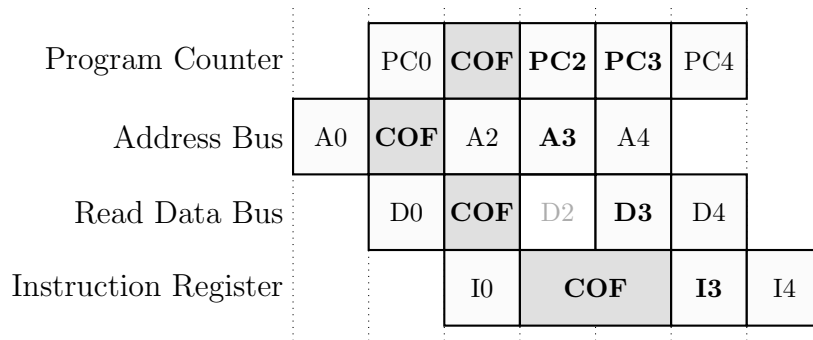 Program Counter PC0 COF PC2 PC3 PC4
Address Bus A0 COF A2 A3 A4
Read Data Bus D0 COF D2 D3 D4
Instruction Register I0 COF I3 I4